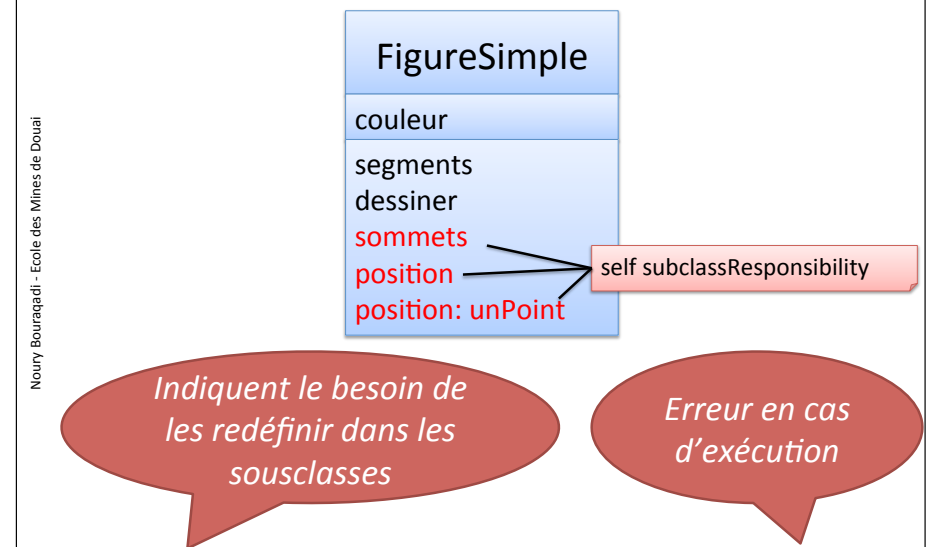 Noury Bouraqadi - Ecole des Mines de Douai
FigureSimple
couleur
segments
dessiner
sommets
position
position: unPoint
self subclassResponsibility
Indiquent le besoin de
les redéfinir dans les
sousclasses
Erreur en cas
d'exécution